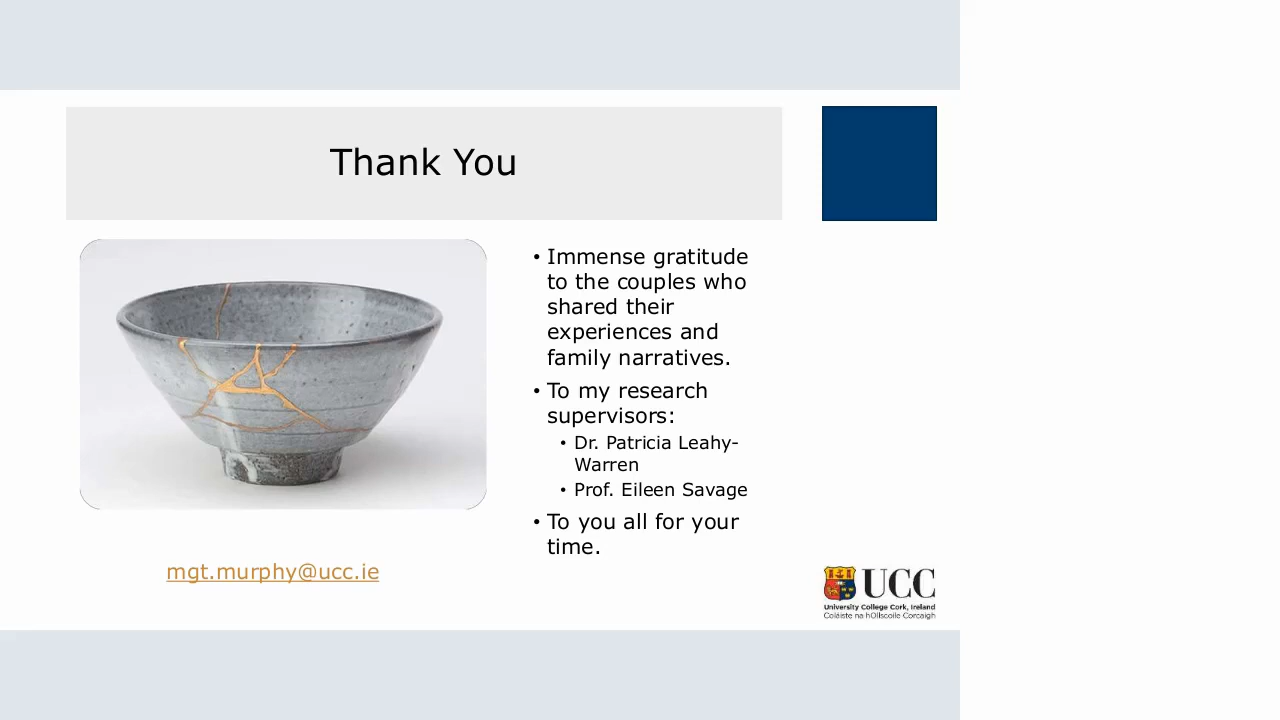 Thank You
• Immense gratitude
to the couples who
shared their
experiences and
family narratives.
• To my research
supervisors:
• Dr. Patricia Leahy-
Warren
• Prof. Eileen Savage
• To you all for your
time.
mgt.murphy@ucc.ie
UCC
University College Cork, Ireland
Coláiste na hOllscoile Corcaigh